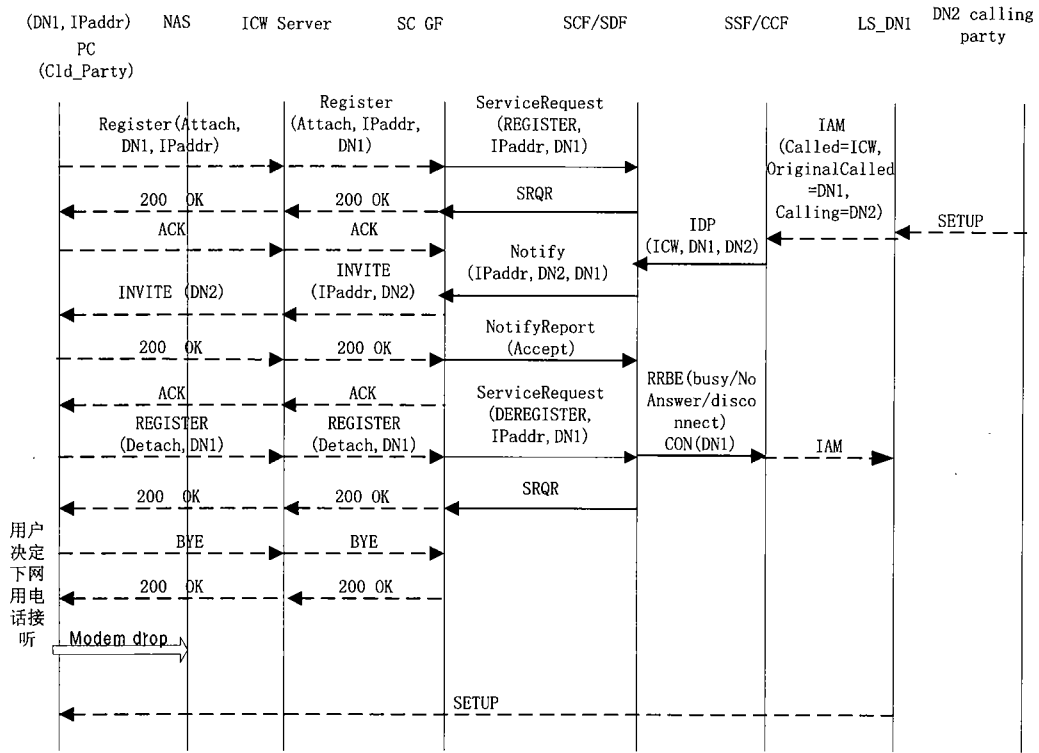 (DN1,IPaddr) NAS ICW Server SC GF SCF/SDF SSF/CCF LS_DN1 DN2 calling
party
PC
(Cld_Party)
Register(Attach,
DN1,IPaddr)
Register
(Attach,IPaddr,
DN1)
ServiceRequest
(REGISTER,
IPaddr,DN1)
IAM
(Called=ICW,
OriginalCalled
=DN1,
Calling=DN2)
200 OK
200 OK
SRQR
SETUP
ACK
ACK
IDP
(ICW,DN1,DN2)
Notify
(IPaddr,DN2,DN1)
INVITE (DN2)
INVITE
(IPaddr,DN2)
NotifyReport
(Accept)
200 OK
200 OK
ACK
ACK
ServiceRequest
(DEREGISTER,
IPaddr,DN1)
RRBE(busy/No
Answer/disco
nnect)
CON(DN1)
REGISTER
(Detach,DN1)
REGISTER
(Detach,DN1)
IAM
200 OK
200 OK
SRQR
用户
决定
下网
用电
话接
听
BYE
BYE
200 OK
200 OK
Modem drop
SETUP